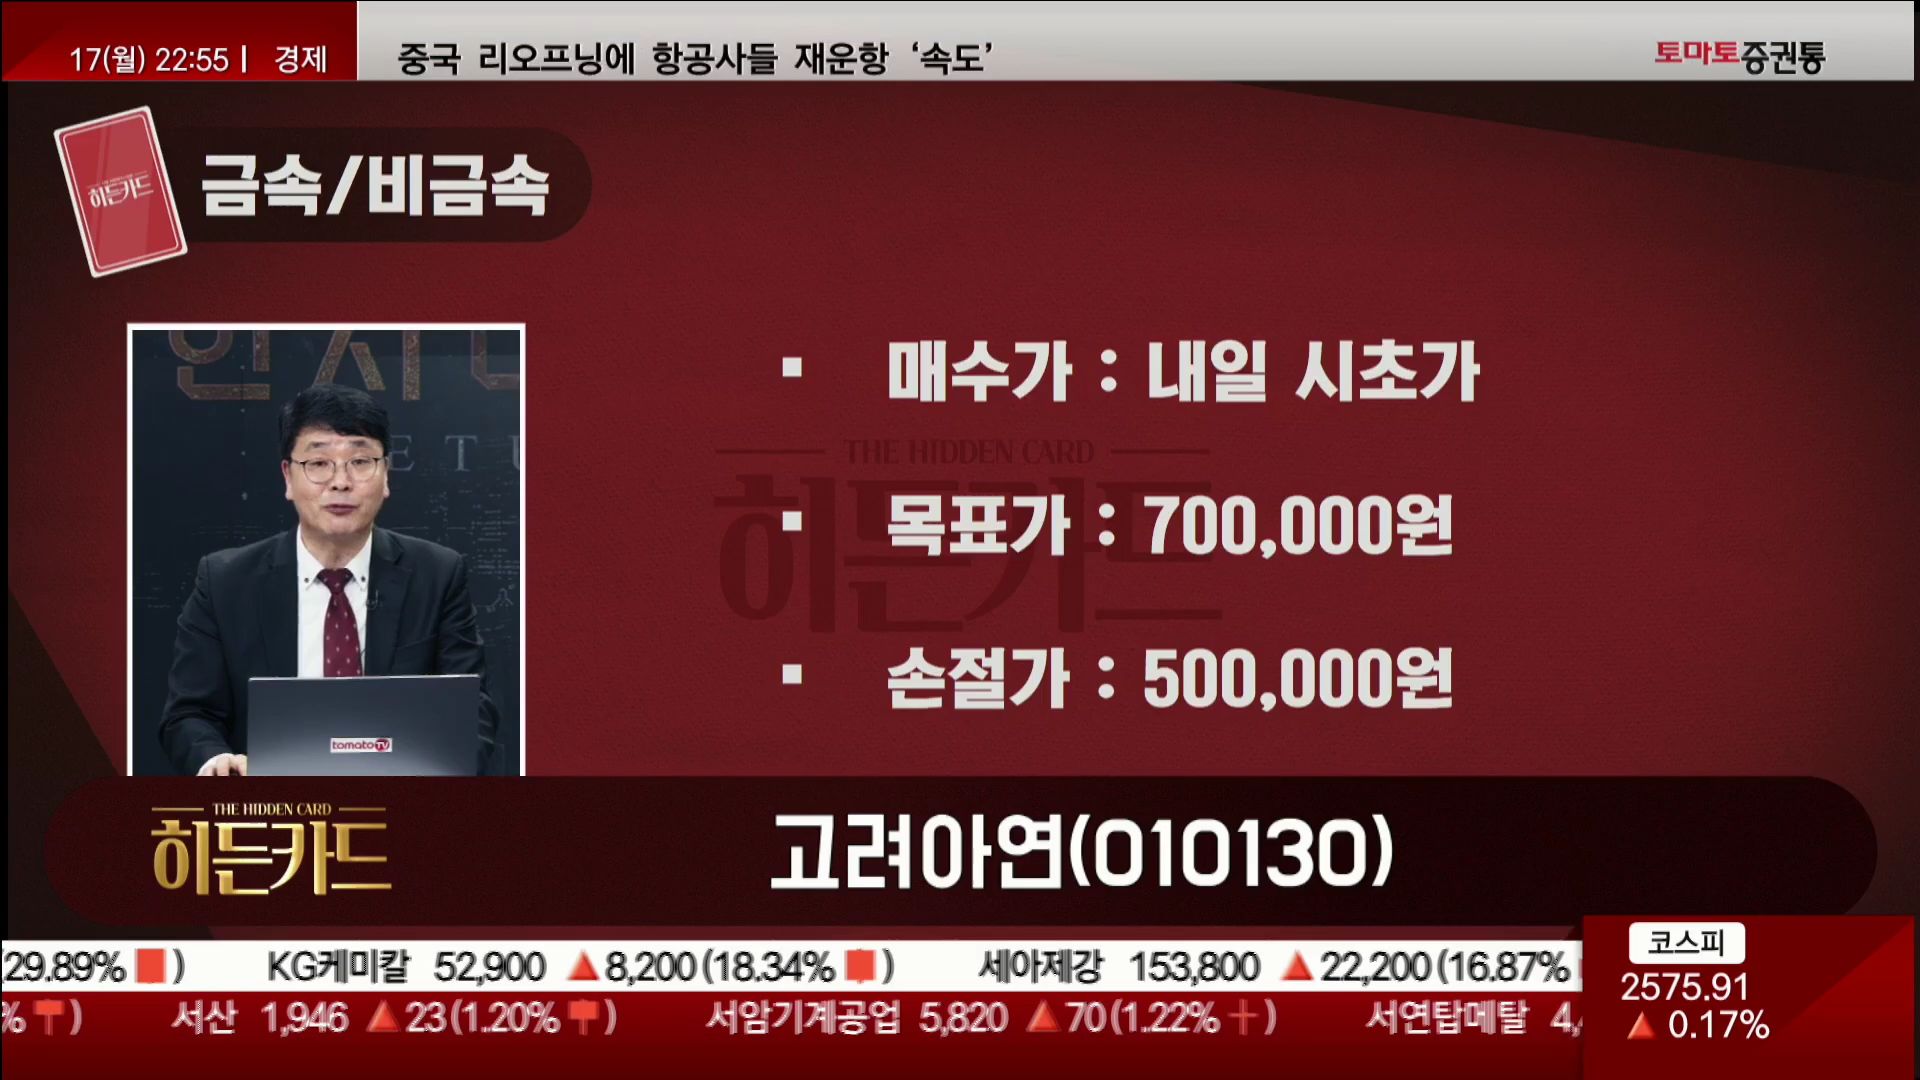 17(월) 22:55 | 경제
중국 리오프닝에 항공사들 재운항 ‘속도’
토마토증권통
히든카드
금속/비금속
▪ 매수가 : 내일 시초가
THE HIDDEN CARD
히든카드
▪ 목표가 : 700,000원
▪ 손절가 : 500,000원
ETU
tomatoTV
THE HIDDEN CARD
히든카드
고려아연(010130)
29.89% ) KG케미칼 52,900 ▲8,200(18.34% ) 세아제강 153,800 ▲22,200(16.87%
% ) 서산 1,946 ▲23(1.20% ) 서암기계공업 5,820 ▲70(1.22% ) 서연탑메탈 4,
코스피
2575.91
▲ 0.17%